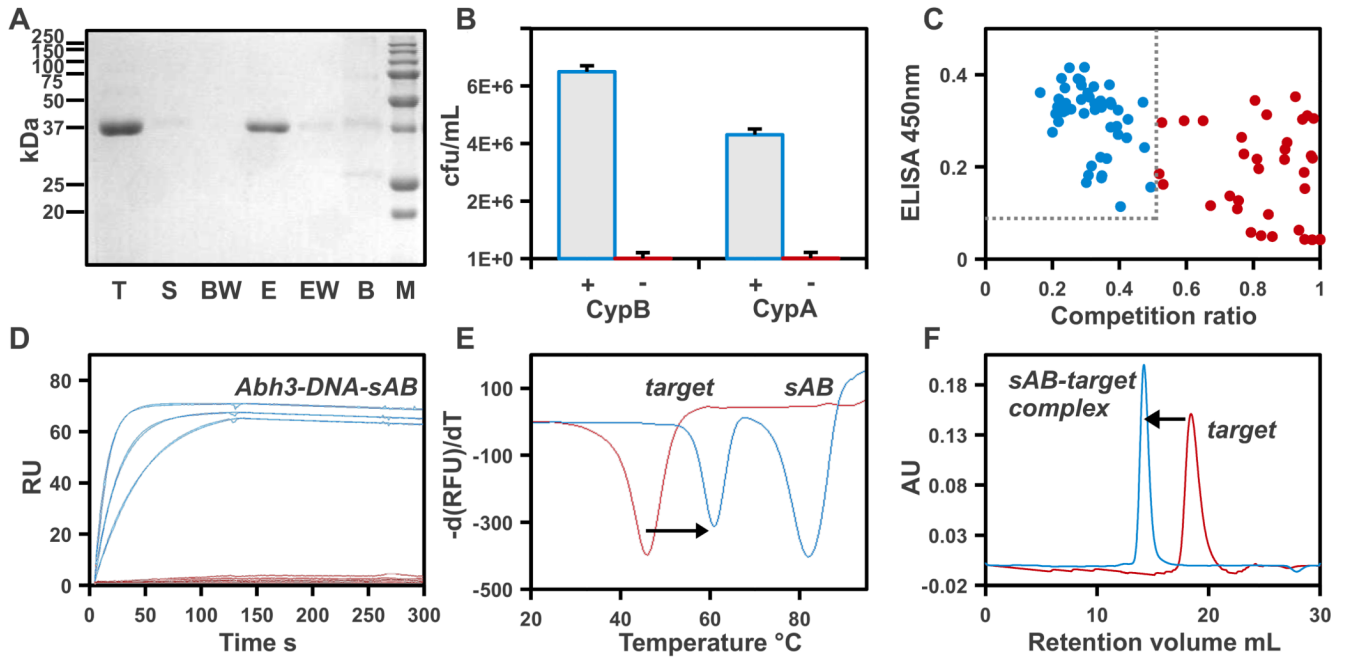 A
250
150
100
75
50
37
25
20
kDa
T S BW E EW B M
B
cfu/mL
6E+6
4E+6
2E+6
1E+0
+ - + -
CypB CypA
C
ELISA 450nm
0.4
0.2
0
0 0.2 0.4 0.6 0.8 1
Competition ratio
D
RU
80
60
40
20
0
Abh3-DNA-sAB
0 50 100 150 200 250 300
Time s
E
-d(RFU)/dT
100
-100
-300
-500
target sAB
20 40 60 80
Temperature °C
F
AU
0.18
0.13
0.08
0.03
-0.02
sAB-target
complex
target
0 10 20 30
Retention volume mL